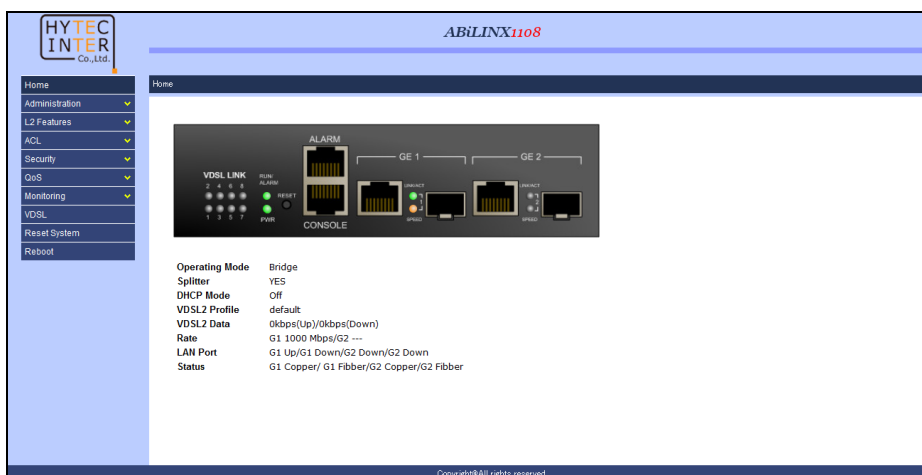 HYTEC
INTER
Co.,Ltd.
ABiLINX1108
Home
Administration
L2 Features
ACL
Security
QoS
Monitoring
VDSL
Reset System
Reboot
Home
ALARM
GE 1
GE 2
VDSL LINK
RUN/
ALARM
2 4 6 8
RESET
LINK/ACT
LINK/ACT
1
2
1 3 5 7
PWR
SPEED
SPEED
CONSOLE
Operating Mode Bridge
Splitter YES
DHCP Mode Off
VDSL2 Profile default
VDSL2 Data 0kbps(Up)/0kbps(Down)
Rate G1 1000 Mbps/G2 ---
LAN Port G1 Up/G1 Down/G2 Down/G2 Down
Status G1 Copper/ G1 Fibber/G2 Copper/G2 Fibber
Copyright®All rights reserved